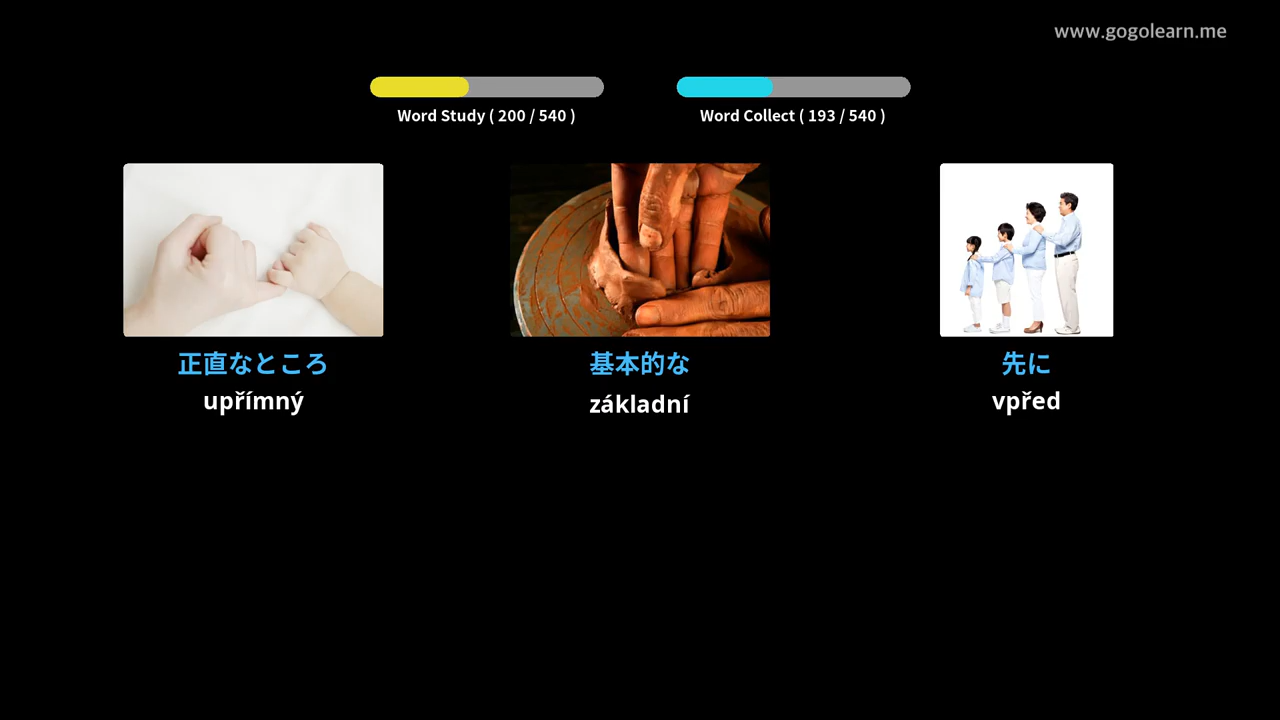 www.gogolearn.me
Word Study ( 200 / 540 )
Word Collect ( 193 / 540 )
正直なところ
upřímný
基本的な
základní
先に
vpřed